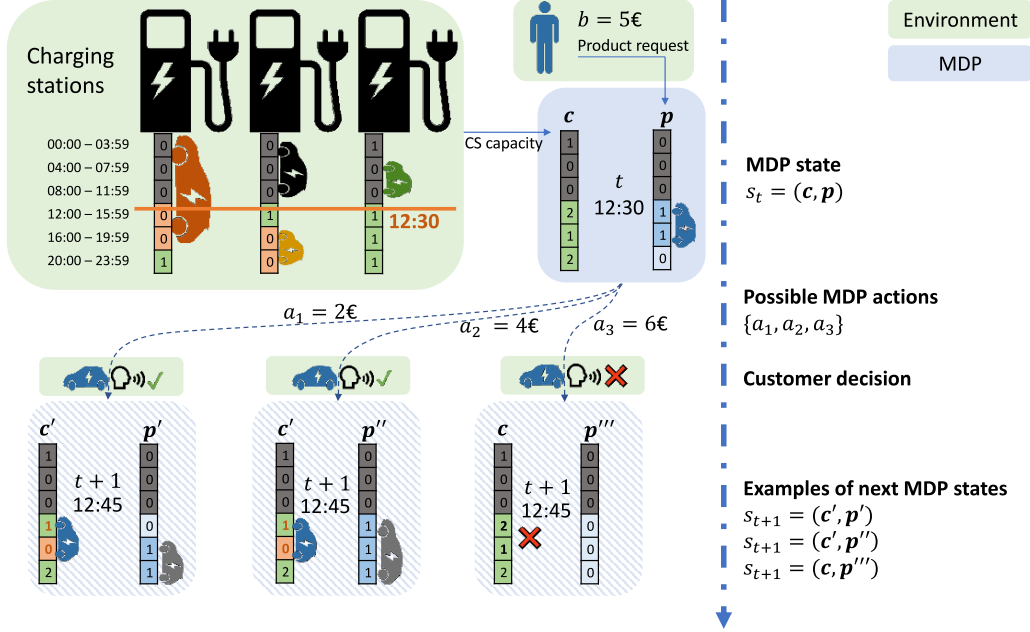 Charging
stations
00:00 – 03:59
04:00 – 07:59
08:00 – 11:59
12:00 – 15:59
16:00 – 19:59
20:00 – 23:59
0
0
0
0
0
1
0
0
0
1
0
0
1
0
0
1
1
1
12:30
b = 5€
Product request
CS capacity
c
1
0
0
2
1
2
t
12:30
p
0
0
0
1
1
0
Environment
MDP
MDP state
s_t = (c, p)
a_1 = 2€
a_2 = 4€
a_3 = 6€
Possible MDP actions
{a_1, a_2, a_3}
Customer decision
c′
1
0
0
1
0
2
t + 1
12:45
p′
0
0
0
0
1
1
c′
1
0
0
1
0
2
t + 1
12:45
p′′
0
0
0
1
1
1
c
1
0
0
2
1
2
t + 1
12:45
p′′′
0
0
0
0
0
0
Examples of next MDP states
s_{t+1} = (c′, p′)
s_{t+1} = (c′, p′′)
s_{t+1} = (c, p′′′)